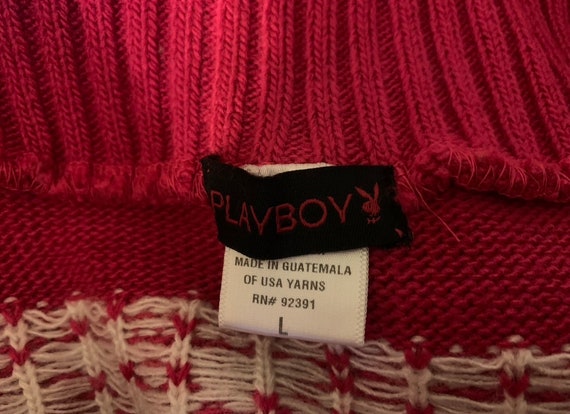 PLAYBOY
MADE IN GUATEMALA
OF USA YARNS
RN# 92391
L